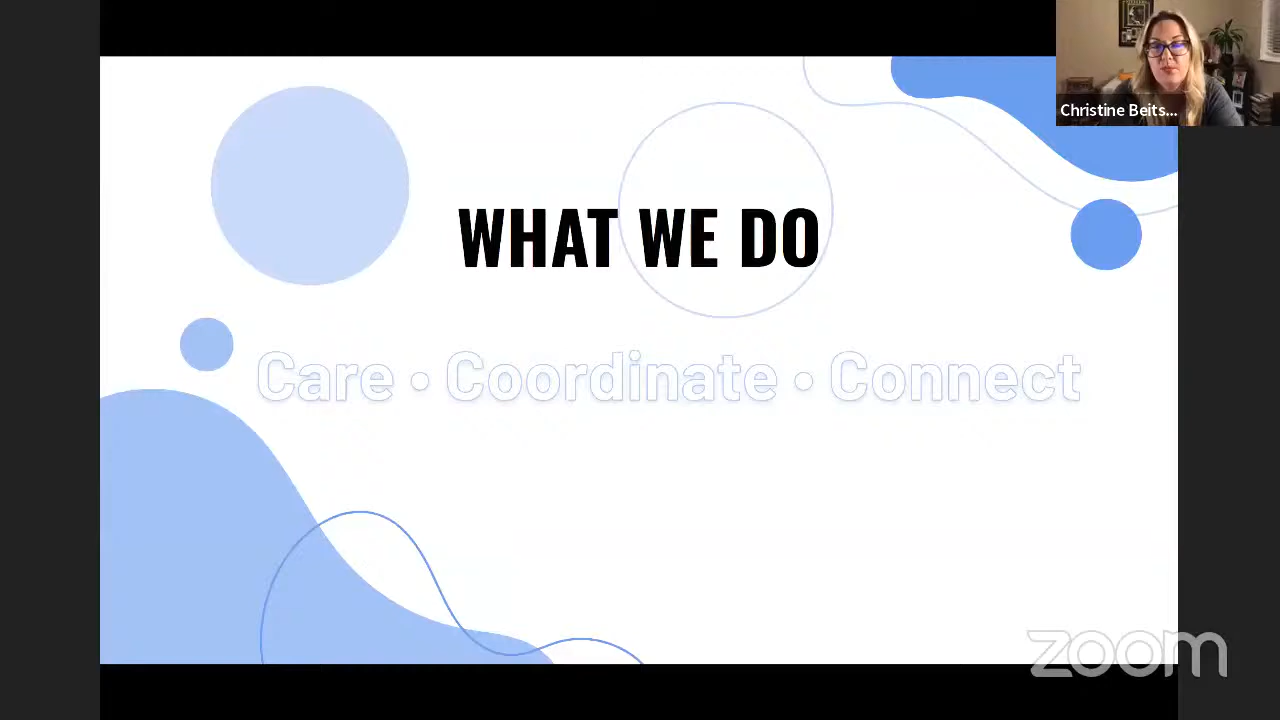 Christine Beits...
WHAT WE DO
Care • Coordinate • Connect
zoom